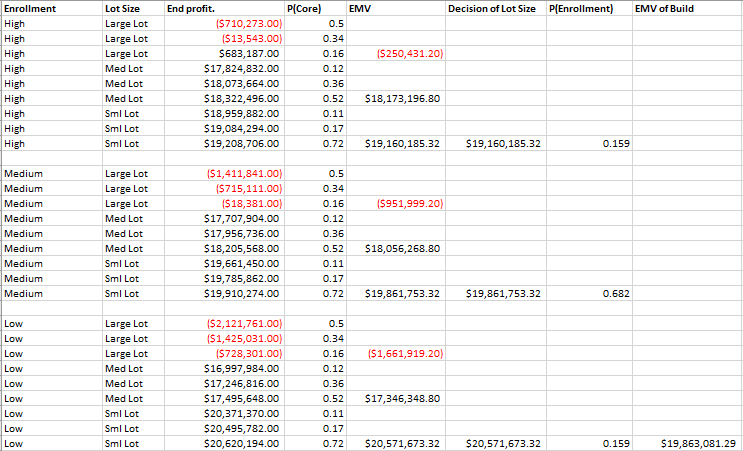 Enrollment Lot Size End profit. P(Core) EMV Decision of Lot Size P(Enrollment) EMV of Build
High Large Lot ($710,273.00) 0.5
High Large Lot ($13,543.00) 0.34
High Large Lot $683,187.00 0.16 ($250,431.20)
High Med Lot $17,824,832.00 0.12
High Med Lot $18,073,664.00 0.36
High Med Lot $18,322,496.00 0.52 $18,173,196.80
High Sml Lot $18,959,882.00 0.11
High Sml Lot $19,084,294.00 0.17
High Sml Lot $19,208,706.00 0.72 $19,160,185.32 $19,160,185.32 0.159
Medium Large Lot ($1,411,841.00) 0.5
Medium Large Lot ($715,111.00) 0.34
Medium Large Lot ($18,381.00) 0.16 ($951,999.20)
Medium Med Lot $17,707,904.00 0.12
Medium Med Lot $17,956,736.00 0.36
Medium Med Lot $18,205,568.00 0.52 $18,056,268.80
Medium Sml Lot $19,661,450.00 0.11
Medium Sml Lot $19,785,862.00 0.17
Medium Sml Lot $19,910,274.00 0.72 $19,861,753.32 $19,861,753.32 0.682
Low Large Lot ($2,121,761.00) 0.5
Low Large Lot ($1,425,031.00) 0.34
Low Large Lot ($728,301.00) 0.16 ($1,661,919.20)
Low Med Lot $16,997,984.00 0.12
Low Med Lot $17,246,816.00 0.36
Low Med Lot $17,495,648.00 0.52 $17,346,348.80
Low Sml Lot $20,371,370.00 0.11
Low Sml Lot $20,495,782.00 0.17
Low Sml Lot $20,620,194.00 0.72 $20,571,673.32 $20,571,673.32 0.159 $19,863,081.29